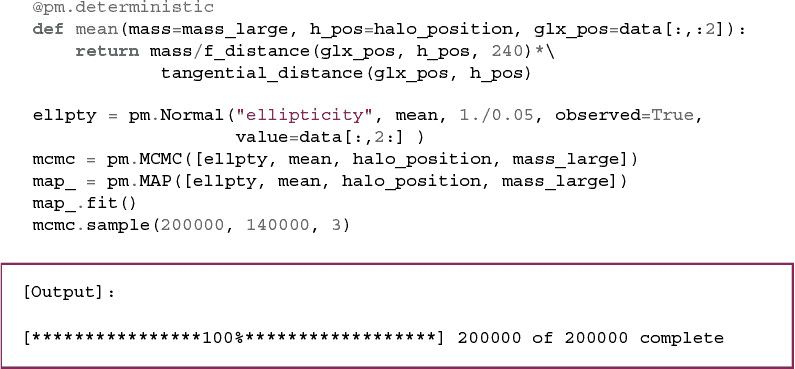 @pm.deterministic
def mean(mass=mass_large, h_pos=halo_position, glx_pos=data[:,:2]):
    return mass/f_distance(glx_pos, h_pos, 240)*\
            tangential_distance(glx_pos, h_pos)
ellpty = pm.Normal("ellipticity", mean, 1./0.05, observed=True,
                   value=data[:,2:] )
mcmc = pm.MCMC([ellpty, mean, halo_position, mass_large])
map_ = pm.MAP([ellpty, mean, halo_position, mass_large])
map_.fit()
mcmc.sample(200000, 140000, 3)
[Output]:
[****************100%******************] 200000 of 200000 complete